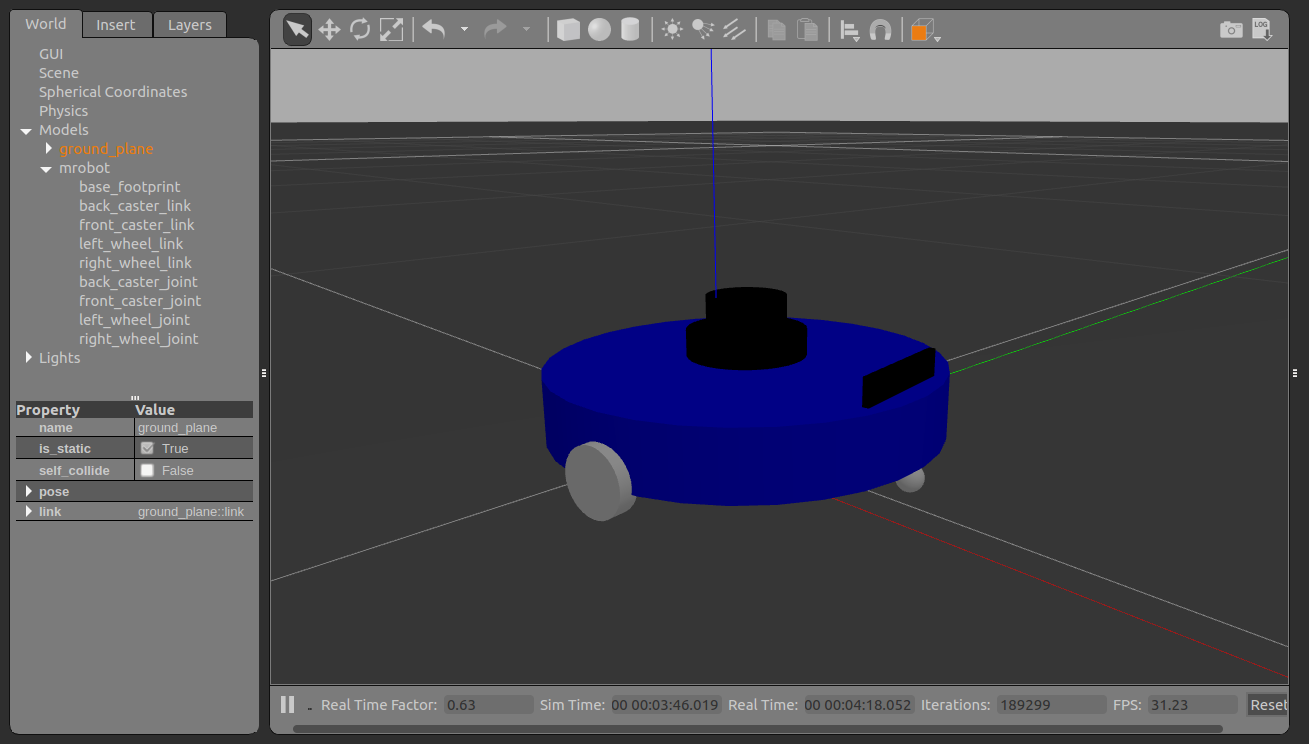 World Insert Layers
GUI
Scene
Spherical Coordinates
Physics
Models
ground_plane
mrobot
base_footprint
back_caster_link
front_caster_link
left_wheel_link
right_wheel_link
back_caster_joint
front_caster_joint
left_wheel_joint
right_wheel_joint
Lights
Property Value
name ground_plane
is_static True
self_collide False
pose
link ground_plane::link
LOG
Real Time Factor: 0.63 Sim Time: 00 00:03:46.019 Real Time: 00 00:04:18.052 Iterations: 189299 FPS: 31.23 Reset